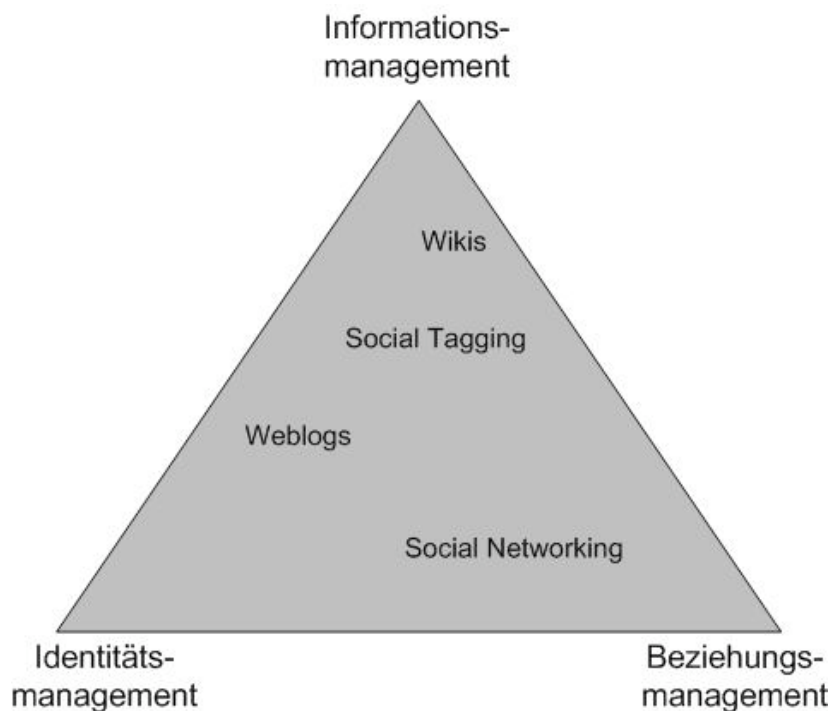 Informations-
management
Wikis
Social Tagging
Weblogs
Social Networking
Identitäts-
management
Beziehungs-
management